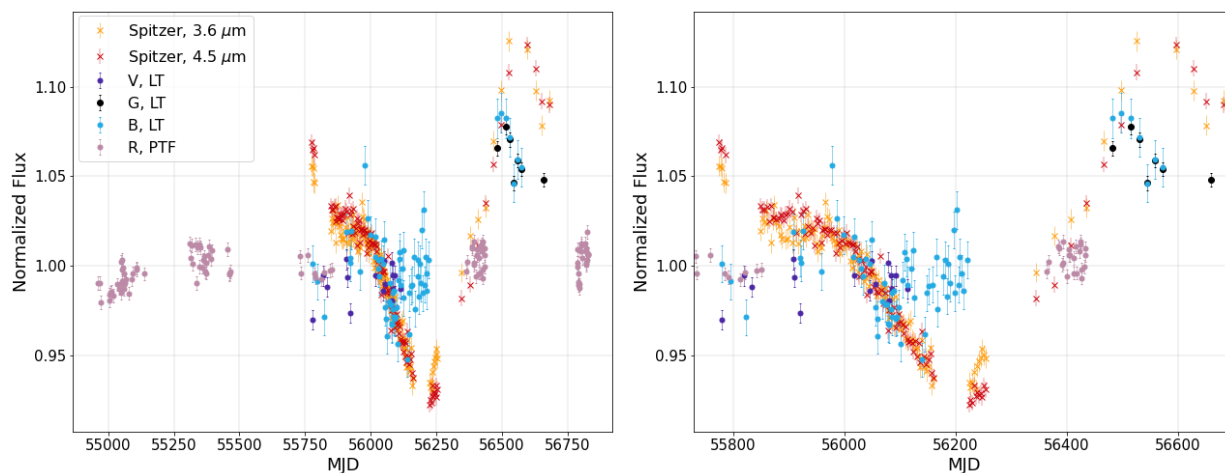 Normalized Flux
1.10
1.05
1.00
0.95
Spitzer, 3.6 μm
Spitzer, 4.5 μm
V, LT
G, LT
B, LT
R, PTF
55000 55250 55500 55750 56000 56250 56500 56750
MJD
Normalized Flux
1.10
1.05
1.00
0.95
55800 56000 56200 56400 56600
MJD